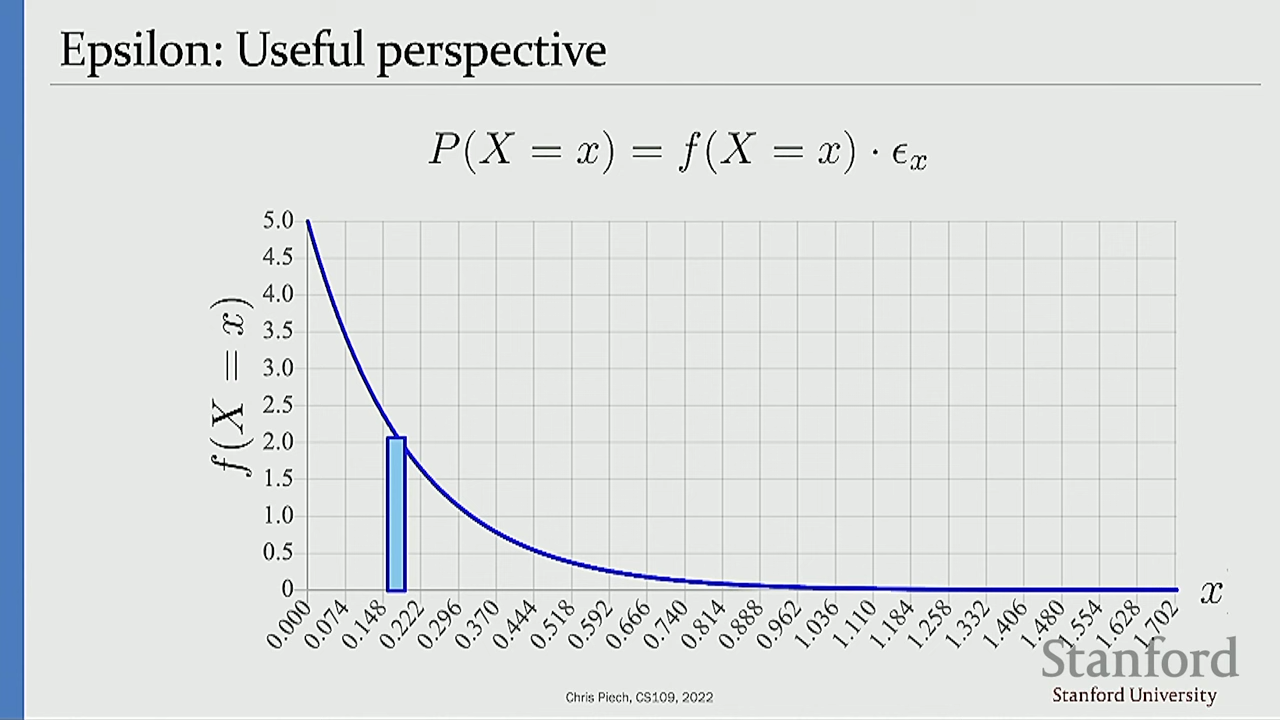 Epsilon: Useful perspective
P(X = x) = f(X = x) · ϵₓ
f(X = x)
5.0
4.5
4.0
3.5
3.0
2.5
2.0
1.5
1.0
0.5
0
0.000 0.074 0.148 0.222 0.296 0.370 0.444 0.518 0.592 0.666 0.740 0.814 0.888 0.962 1.036 1.110 1.184 1.258 1.332 1.406 1.480 1.554 1.628 1.702
x
Stanford
Chris Piech, CS109, 2022
Stanford University